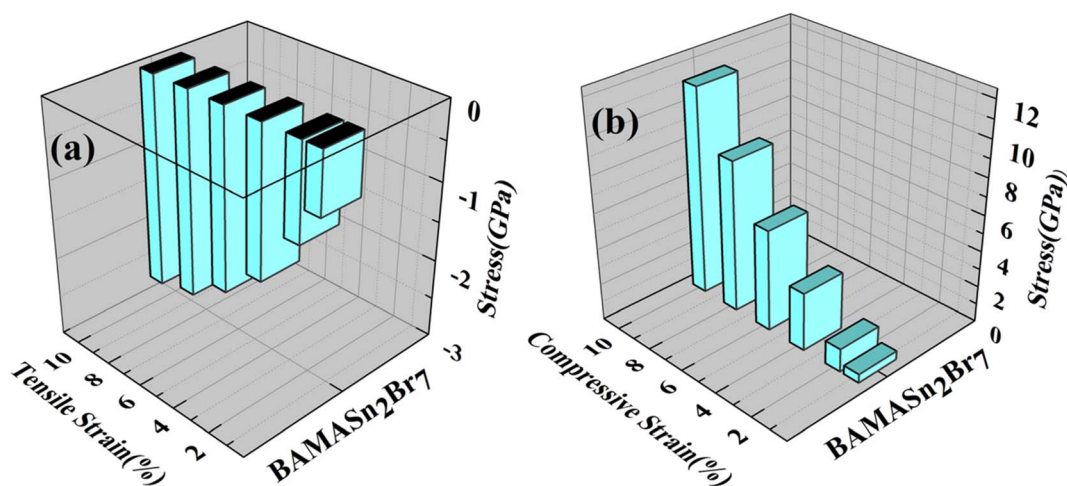 (a)
0
-1
-2
-3
Stress(GPa)
10
8
6
4
2
Tensile Strain(%)
BAMASn2Br7
(b)
12
10
8
6
4
2
0
Stress(GPa))
10
8
6
4
2
Compressive Strain(%)
BAMASn2Br7